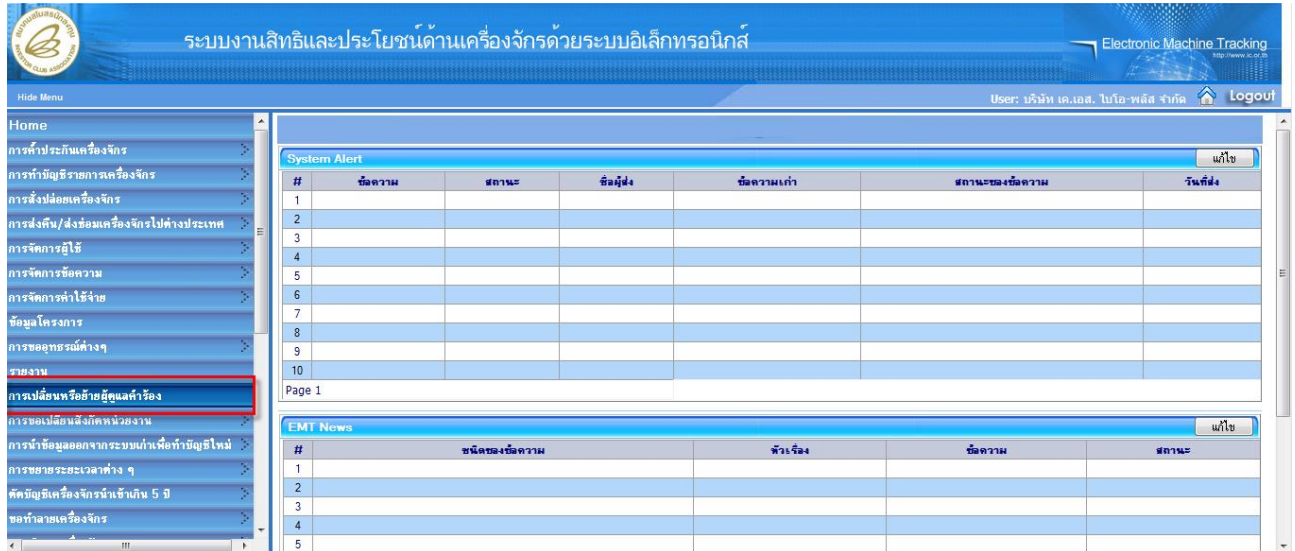 ระบบงานสิทธิและประโยชน์ด้านเครื่องจักรด้วยระบบอิเล็กทรอนิกส์
Electronic Machine Tracking
http://www.ic.or.th
Hide Menu
User: บริษัท เค.เอส. ไบโอ-พลัส จำกัด Logout
Home
การค้ำประกันเครื่องจักร
การทำบัญชีรายการเครื่องจักร
การสั่งปล่อยเครื่องจักร
การส่งคืน/ส่งซ่อมเครื่องจักรไปต่างประเทศ
การจัดการผู้ใช้
การจัดการข้อความ
การจัดการค่าใช้จ่าย
ข้อมูลโครงการ
การขออุทธรณ์ต่างๆ
รายงาน
การเปลี่ยนหรือย้ายผู้ดูแลคำร้อง
การขอเปลี่ยนสังกัดหน่วยงาน
การนำข้อมูลออกจากระบบเก่าเพื่อทำบัญชีใหม่
การขยายระยะเวลาต่าง ๆ
ตัดบัญชีเครื่องจักรนำเข้าเกิน 5 ปี
ขอทำลายเครื่องจักร
System Alert แก้ไข
# ข้อความ สถานะ ชื่อผู้ส่ง ข้อความเก่า สถานะของข้อความ วันที่ส่ง
1
2
3
4
5
6
7
8
9
10
Page 1
EMT News แก้ไข
# ชนิดของข้อความ หัวเรื่อง ข้อความ สถานะ
1
2
3
4
5